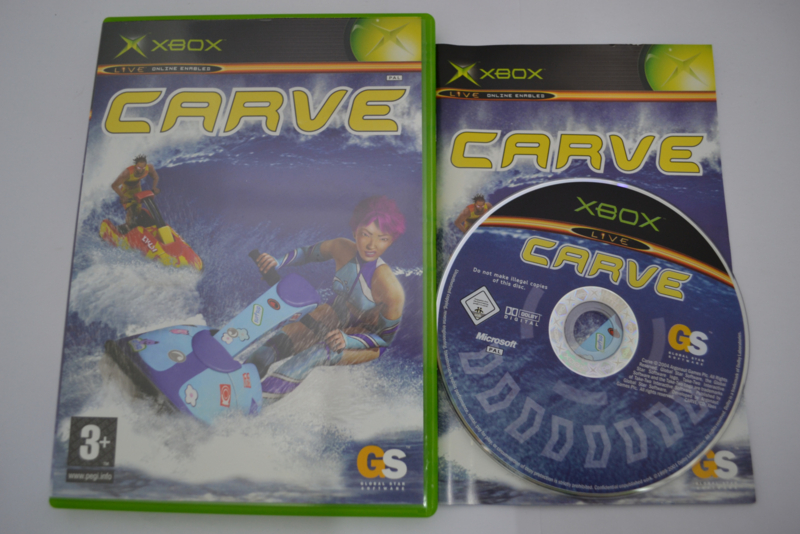 XBOX
LIVE ONLINE ENABLED
PAL
CARVE
3+
www.pegi.info
GS
GLOBAL STAR
SOFTWARE
XBOX
LIVE ONLINE ENABLED
CARVE
XBOX
LIVE
CARVE
Do not make illegal copies
of this disc.
DOLBY
DIGITAL
Microsoft
PAL
GS
GLOBAL STAR
SOFTWARE